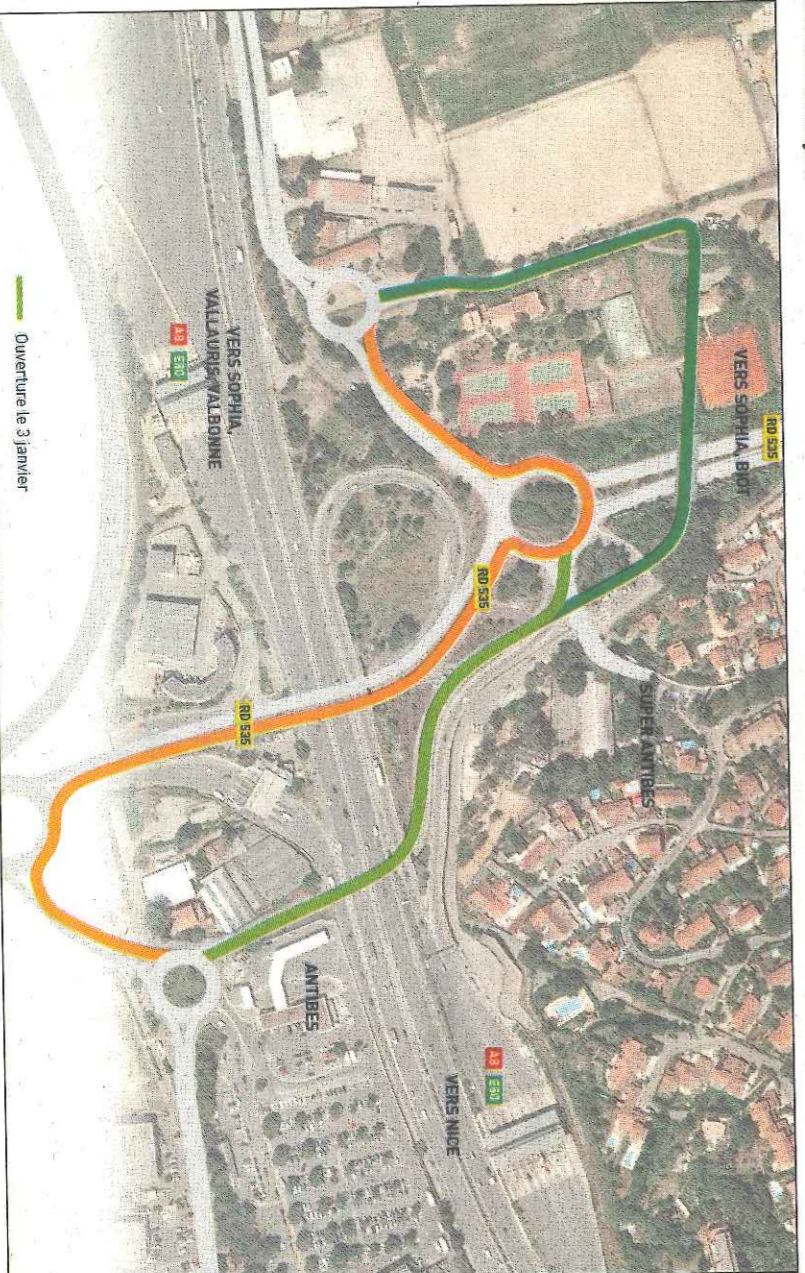 RD 535
VERS SOPHIA, BIOT
SUPER ANTIBES
RD 535
VERS SOPHIA,
VALLAURIS, VALBONNE
A8 E80
RD 535
ANTIBES
A8 E80
VERS NICE
Ouverture le 3 janvier